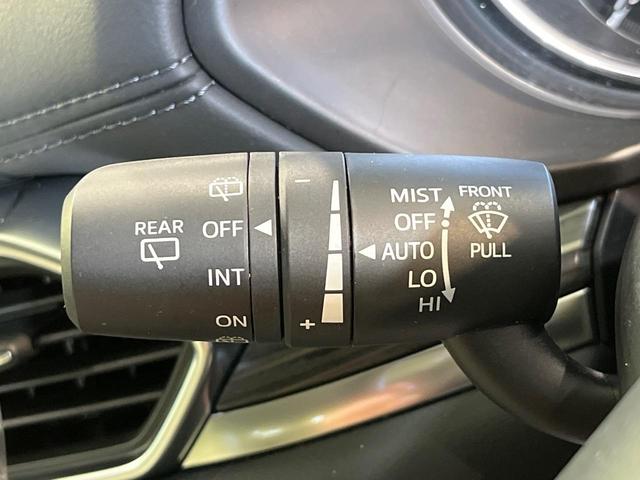 REAR
OFF
INT
ON
−
+
MIST
OFF
AUTO
LO
HI
FRONT
PULL